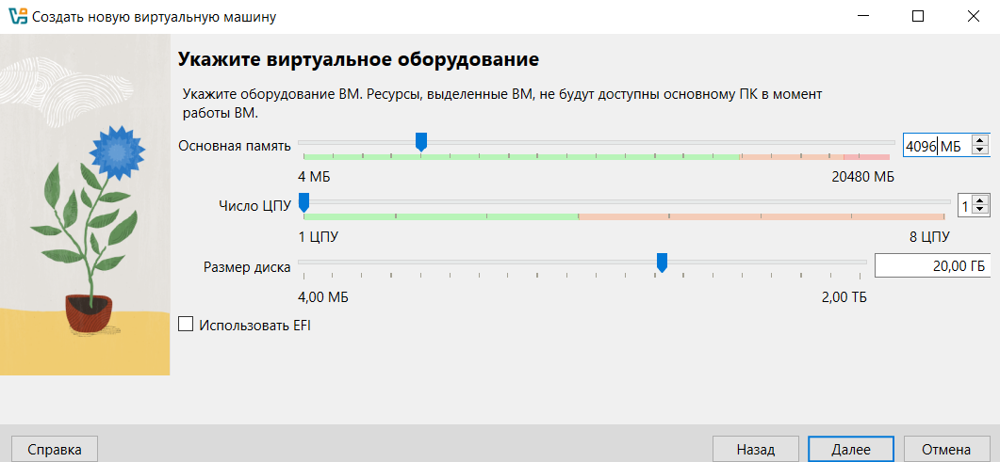 Создать новую виртуальную машину
Укажите виртуальное оборудование
Укажите оборудование ВМ. Ресурсы, выделенные ВМ, не будут доступны основному ПК в момент
работы ВМ.
Основная память
4096 МБ
4 МБ
20480 МБ
Число ЦПУ
1
1 ЦПУ
8 ЦПУ
Размер диска
20,00 ГБ
4,00 МБ
2,00 ТБ
Использовать EFI
Справка
Назад
Далее
Отмена